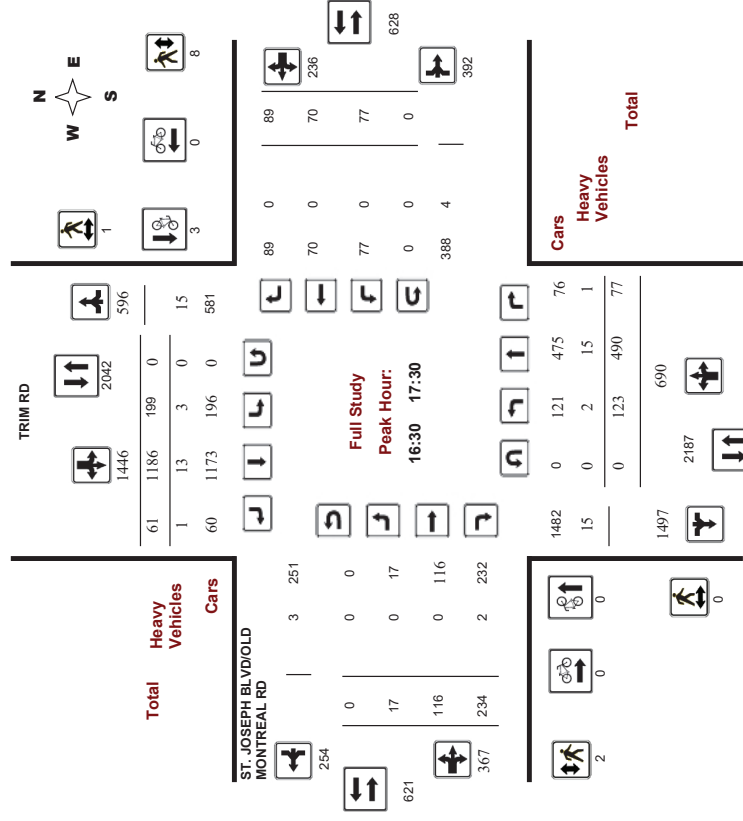 N
W E
S
8
0
1
3
TRIM RD
2042
1446
596
61 1186 199 0
1 13 3 0 15
60 1173 196 0 581
Total
Heavy
Vehicles
Cars
ST. JOSEPH BLVD/OLD
MONTREAL RD
254
3 251
0 0 0
17 0 17
116 0 116
234 2 232
621
367
Full Study
Peak Hour:
16:30 17:30
89 0 89
70 0 70
77 0 77
0 0 0
388 4
236
628
392
Cars
Heavy
Vehicles
Total
1482 0 121 475 76
15 0 2 15 1
0 123 490 77
1497
690
2187
0
0
2
0